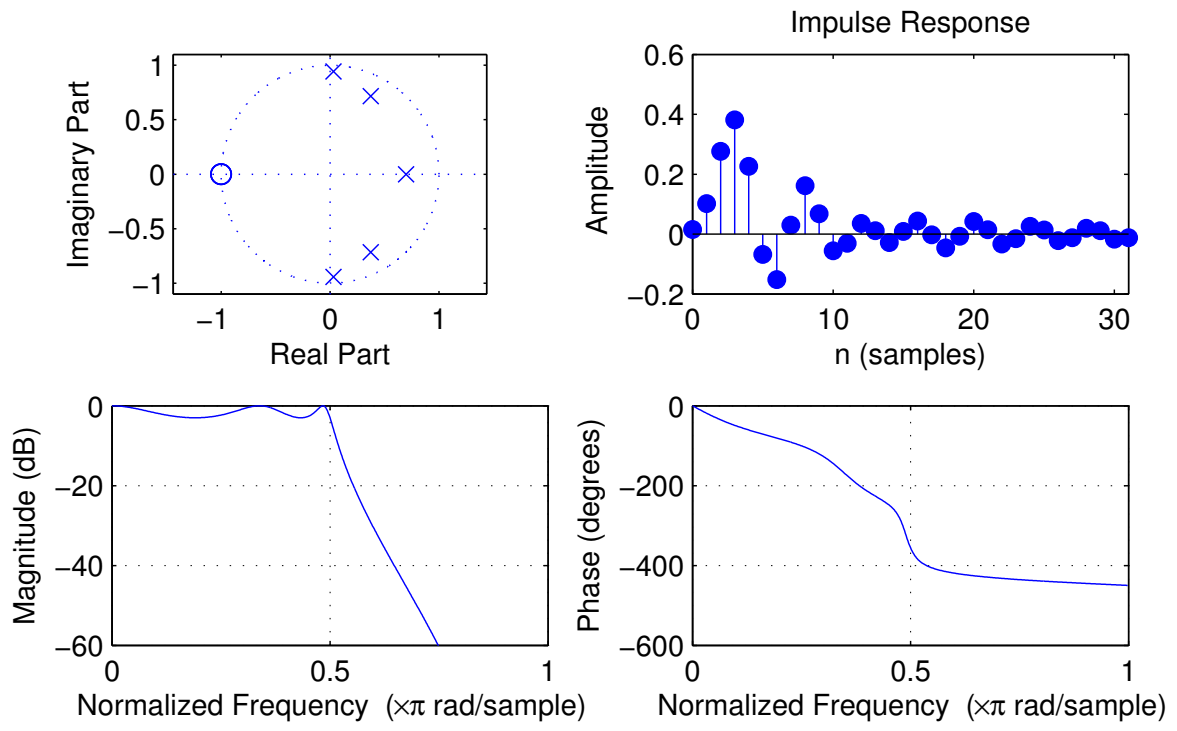 Imaginary Part
1
0.5
0
−0.5
−1
−1 0 1
Real Part
Impulse Response
Amplitude
0.6
0.4
0.2
0
−0.2
0 10 20 30
n (samples)
Magnitude (dB)
0
−20
−40
−60
0 0.5 1
Normalized Frequency (×π rad/sample)
Phase (degrees)
0
−200
−400
−600
0 0.5 1
Normalized Frequency (×π rad/sample)